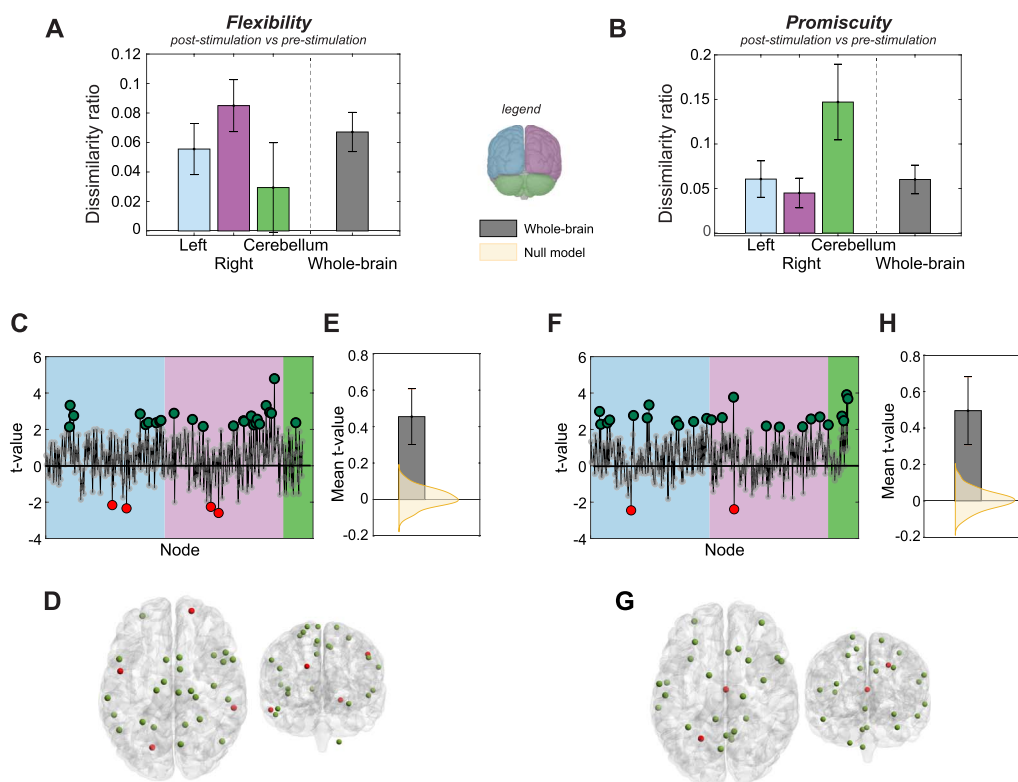 A
Flexibility
post-stimulation vs pre-stimulation
Dissimilarity ratio
0.12
0.1
0.08
0.06
0.04
0.02
0
Left
Right
Cerebellum
Whole-brain
legend
Whole-brain
Null model
B
Promiscuity
post-stimulation vs pre-stimulation
Dissimilarity ratio
0.2
0.15
0.1
0.05
0
Left
Right
Cerebellum
Whole-brain
C
t-value
6
4
2
0
-2
-4
Node
E
Mean t-value
0.8
0.6
0.4
0.2
0
-0.2
F
t-value
6
4
2
0
-2
-4
Node
H
Mean t-value
0.8
0.6
0.4
0.2
0
-0.2
D
G